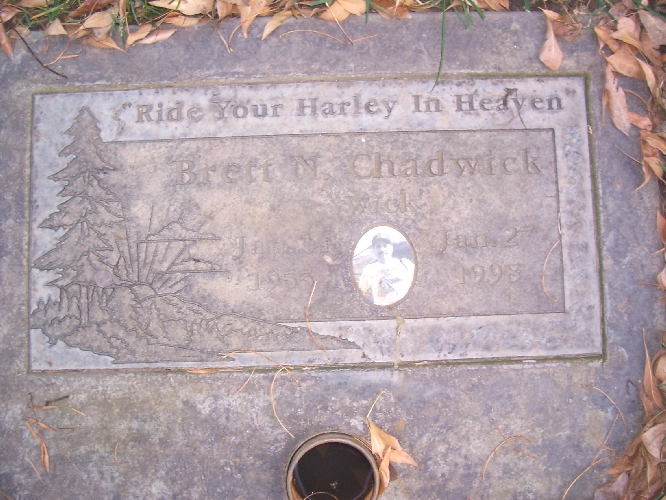 "Ride Your Harley In Heaven"
Brett N. Chadwick
Jan. 27
1998